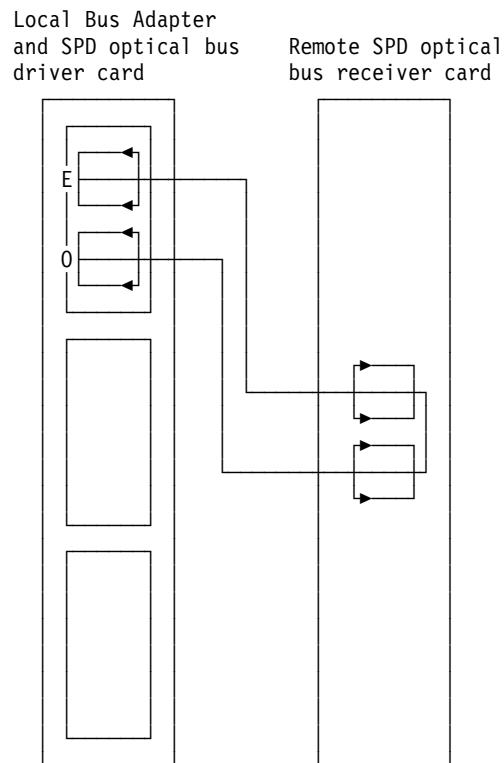 Local Bus Adapter
and SPD optical bus
driver card
Remote SPD optical
bus receiver card
E
O